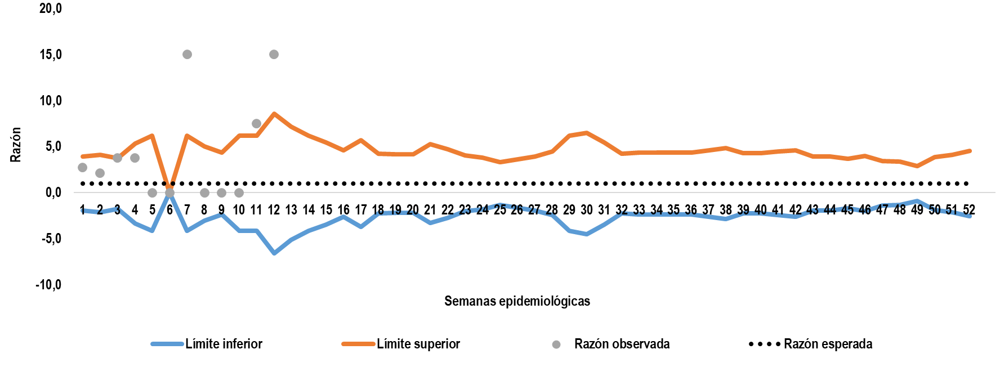 20,0
15,0
10,0
5,0
0,0
-5,0
-10,0
Razón
1 2 3 4 5 6 7 8 9 10 11 12 13 14 15 16 17 18 19 20 21 22 23 24 25 26 27 28 29 30 31 32 33 34 35 36 37 38 39 40 41 42 43 44 45 46 47 48 49 50 51 52
Semanas epidemiológicas
Límite inferior Límite superior Razón observada Razón esperada